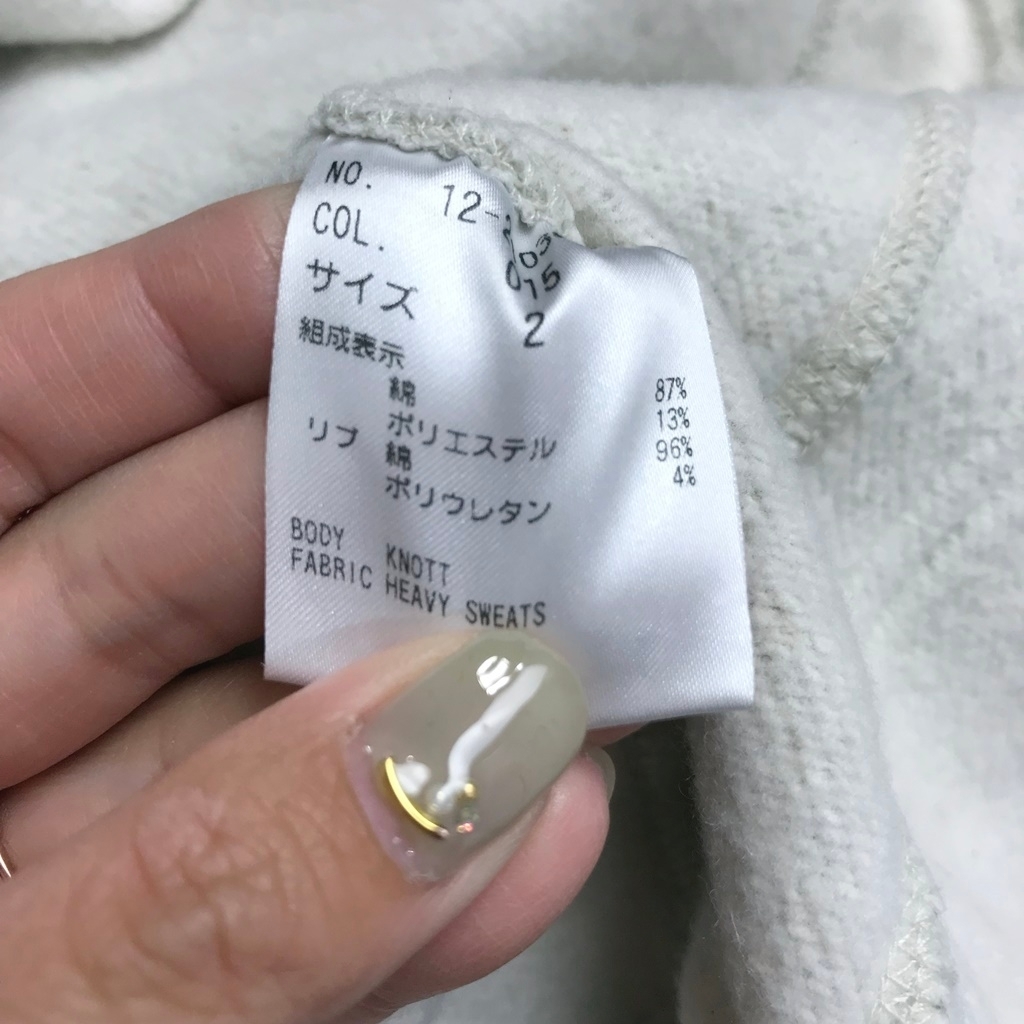 NO.
COL. 015
サイズ 2
組成表示
綿 87%
ポリエステル 13%
リブ 綿 96%
ポリウレタン 4%
BODY KNOTT
FABRIC HEAVY SWEATS